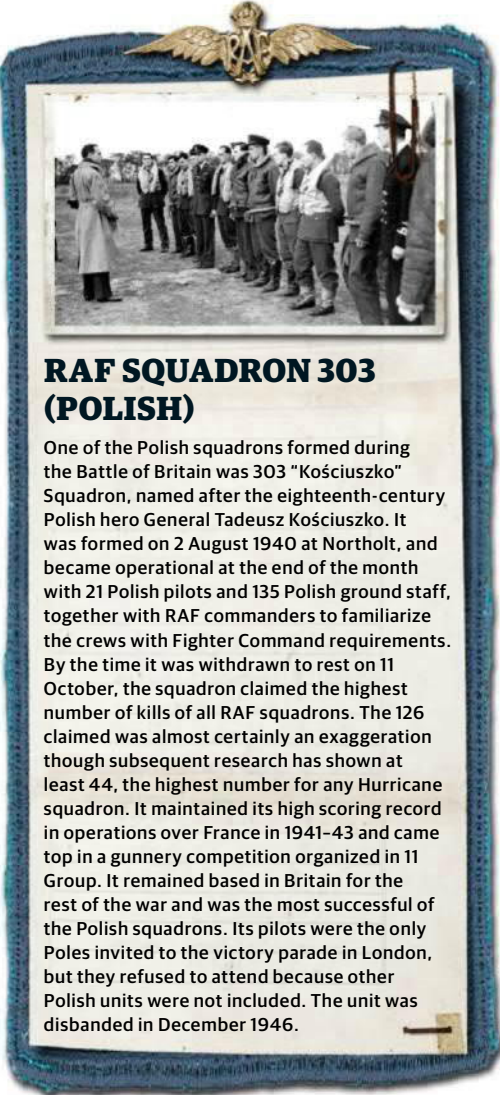 RAF
RAF SQUADRON 303
(POLISH)
One of the Polish squadrons formed during
the Battle of Britain was 303 “Kościuszko”
Squadron, named after the eighteenth-century
Polish hero General Tadeusz Kościuszko. It
was formed on 2 August 1940 at Northolt, and
became operational at the end of the month
with 21 Polish pilots and 135 Polish ground staff,
together with RAF commanders to familiarize
the crews with Fighter Command requirements.
By the time it was withdrawn to rest on 11
October, the squadron claimed the highest
number of kills of all RAF squadrons. The 126
claimed was almost certainly an exaggeration
though subsequent research has shown at
least 44, the highest number for any Hurricane
squadron. It maintained its high scoring record
in operations over France in 1941–43 and came
top in a gunnery competition organized in 11
Group. It remained based in Britain for the
rest of the war and was the most successful of
the Polish squadrons. Its pilots were the only
Poles invited to the victory parade in London,
but they refused to attend because other
Polish units were not included. The unit was
disbanded in December 1946.